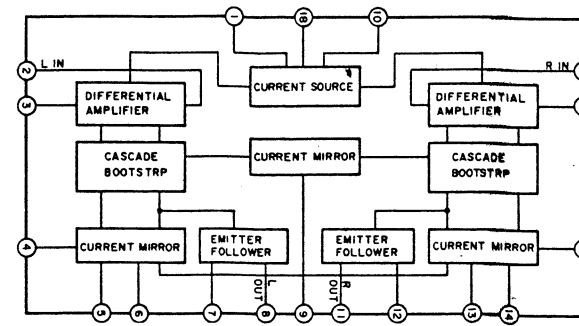 1
18
10
2
L IN
R IN
CURRENT SOURCE
3
DIFFERENTIAL
AMPLIFIER
DIFFERENTIAL
AMPLIFIER
CASCADE
BOOTSTRP
CURRENT MIRROR
CASCADE
BOOTSTRP
4
CURRENT MIRROR
EMITTER
FOLLOWER
EMITTER
FOLLOWER
CURRENT MIRROR
L
OUT
R
OUT
5
6
7
8
9
11
12
13
14